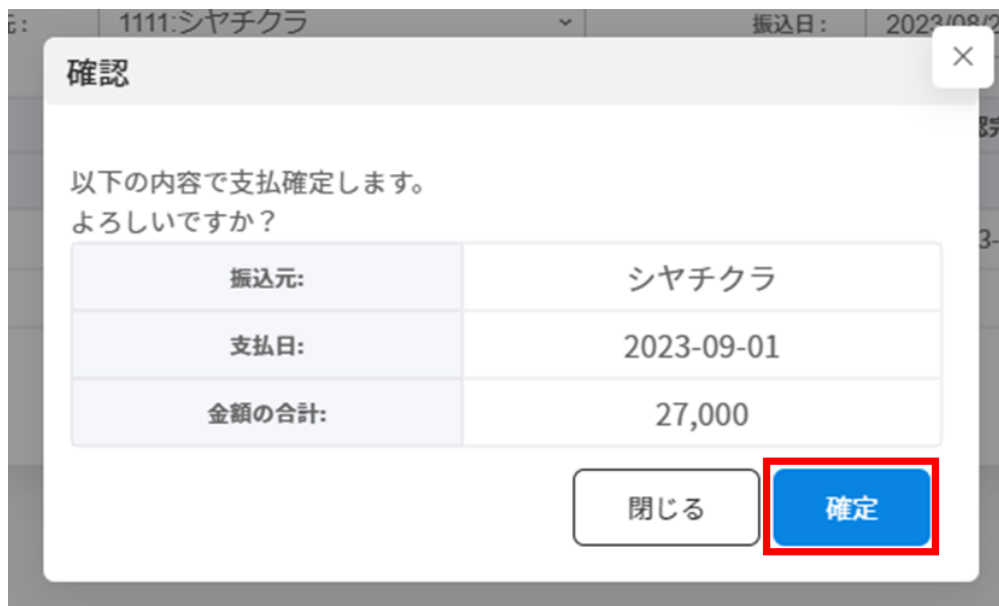 1111:シヤチクラ 振込日: 2023/08/2
確認
以下の内容で支払確定します。
よろしいですか？
振込元: シヤチクラ
支払日: 2023-09-01
金額の合計: 27,000
閉じる 確定